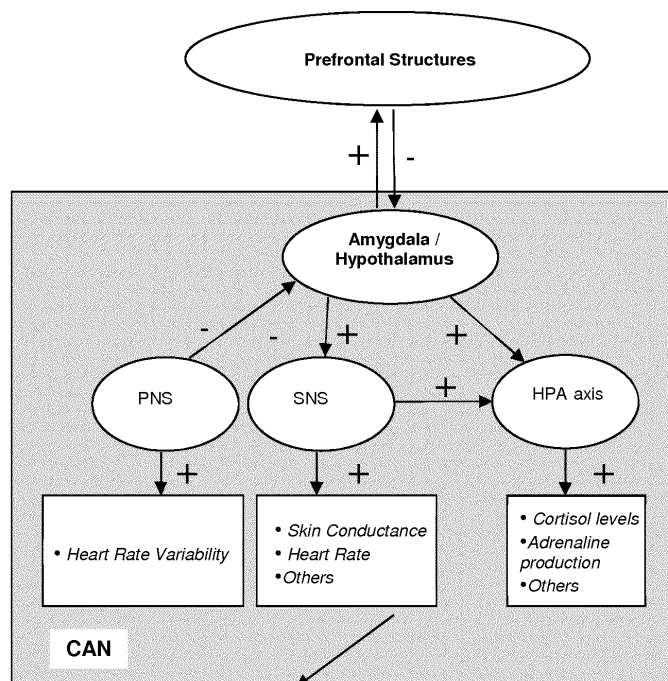 Prefrontal Structures
+ -
Amygdala /
Hypothalamus
- - + +
PNS
SNS
+
HPA axis
+ + +
• Heart Rate Variability
• Skin Conductance
• Heart Rate
• Others
• Cortisol levels
• Adrenaline
production
• Others
CAN